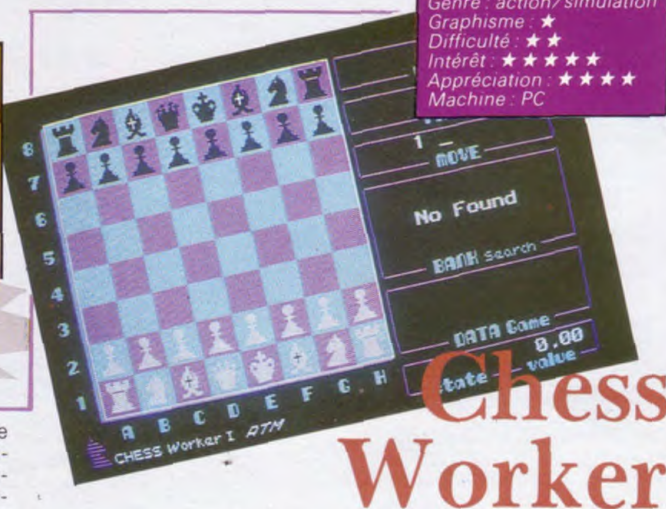 Genre : action/simulation
Graphisme : ★
Difficulté : ★★
Intérêt : ★★★★★
Appréciation : ★★★★
Machine : PC
8
7
6
5
4
3
2
1
A B C D E F G H
1 _
MOVE
No Found
BANK Search
DATA Game
0.00
value
CHESS Worker I ATM
Chess
Worker